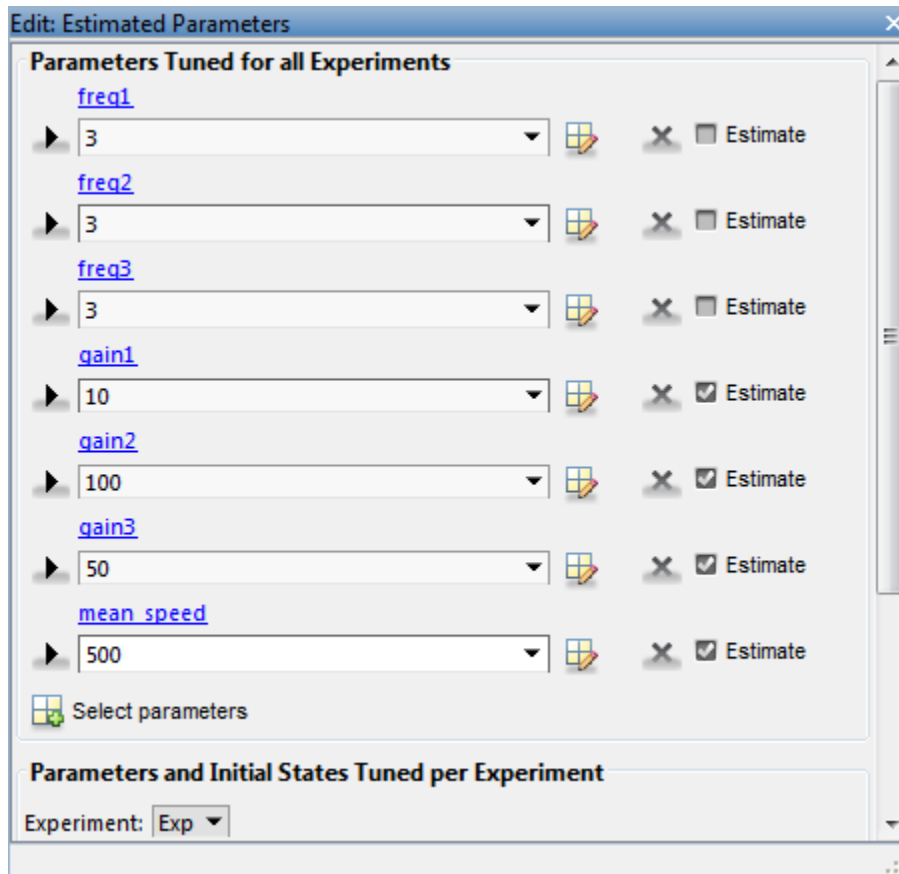 Edit: Estimated Parameters
Parameters Tuned for all Experiments
freq1
3
Estimate
freq2
3
Estimate
freq3
3
Estimate
gain1
10
Estimate
gain2
100
Estimate
gain3
50
Estimate
mean_speed
500
Estimate
Select parameters
Parameters and Initial States Tuned per Experiment
Experiment: Exp